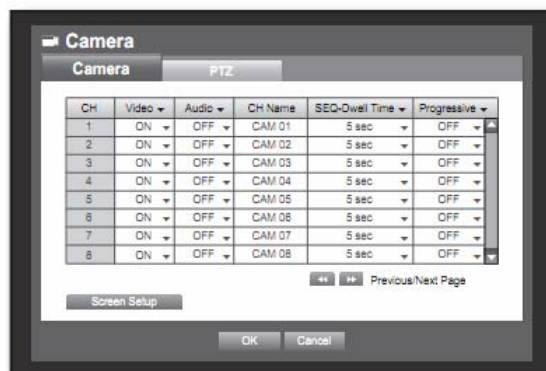 Camera
Camera PTZ
CH Video Audio CH Name SEQ-Dwell Time Progressive
1 ON OFF CAM 01 5 sec OFF
2 ON OFF CAM 02 5 sec OFF
3 ON OFF CAM 03 5 sec OFF
4 ON OFF CAM 04 5 sec OFF
5 ON OFF CAM 05 5 sec OFF
6 ON OFF CAM 06 5 sec OFF
7 ON OFF CAM 07 5 sec OFF
8 ON OFF CAM 08 5 sec OFF
Previous/Next Page
Screen Setup
OK Cancel